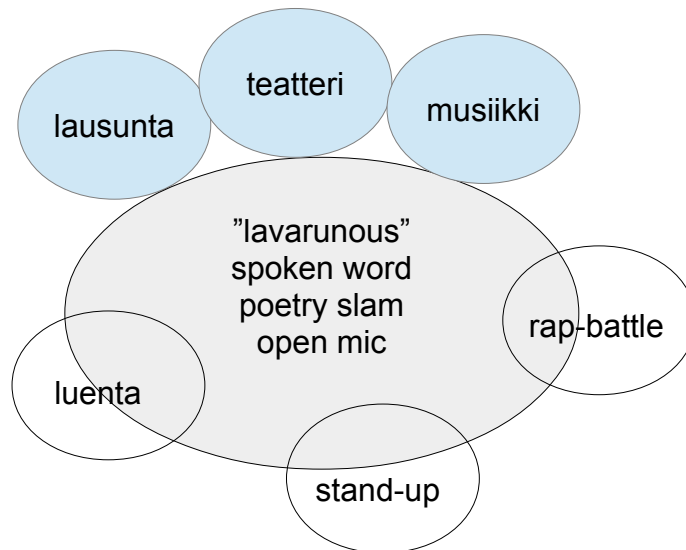 teatteri
musiikki
lausunta
”lavarunous”
spoken word
poetry slam
open mic
rap-battle
luenta
stand-up